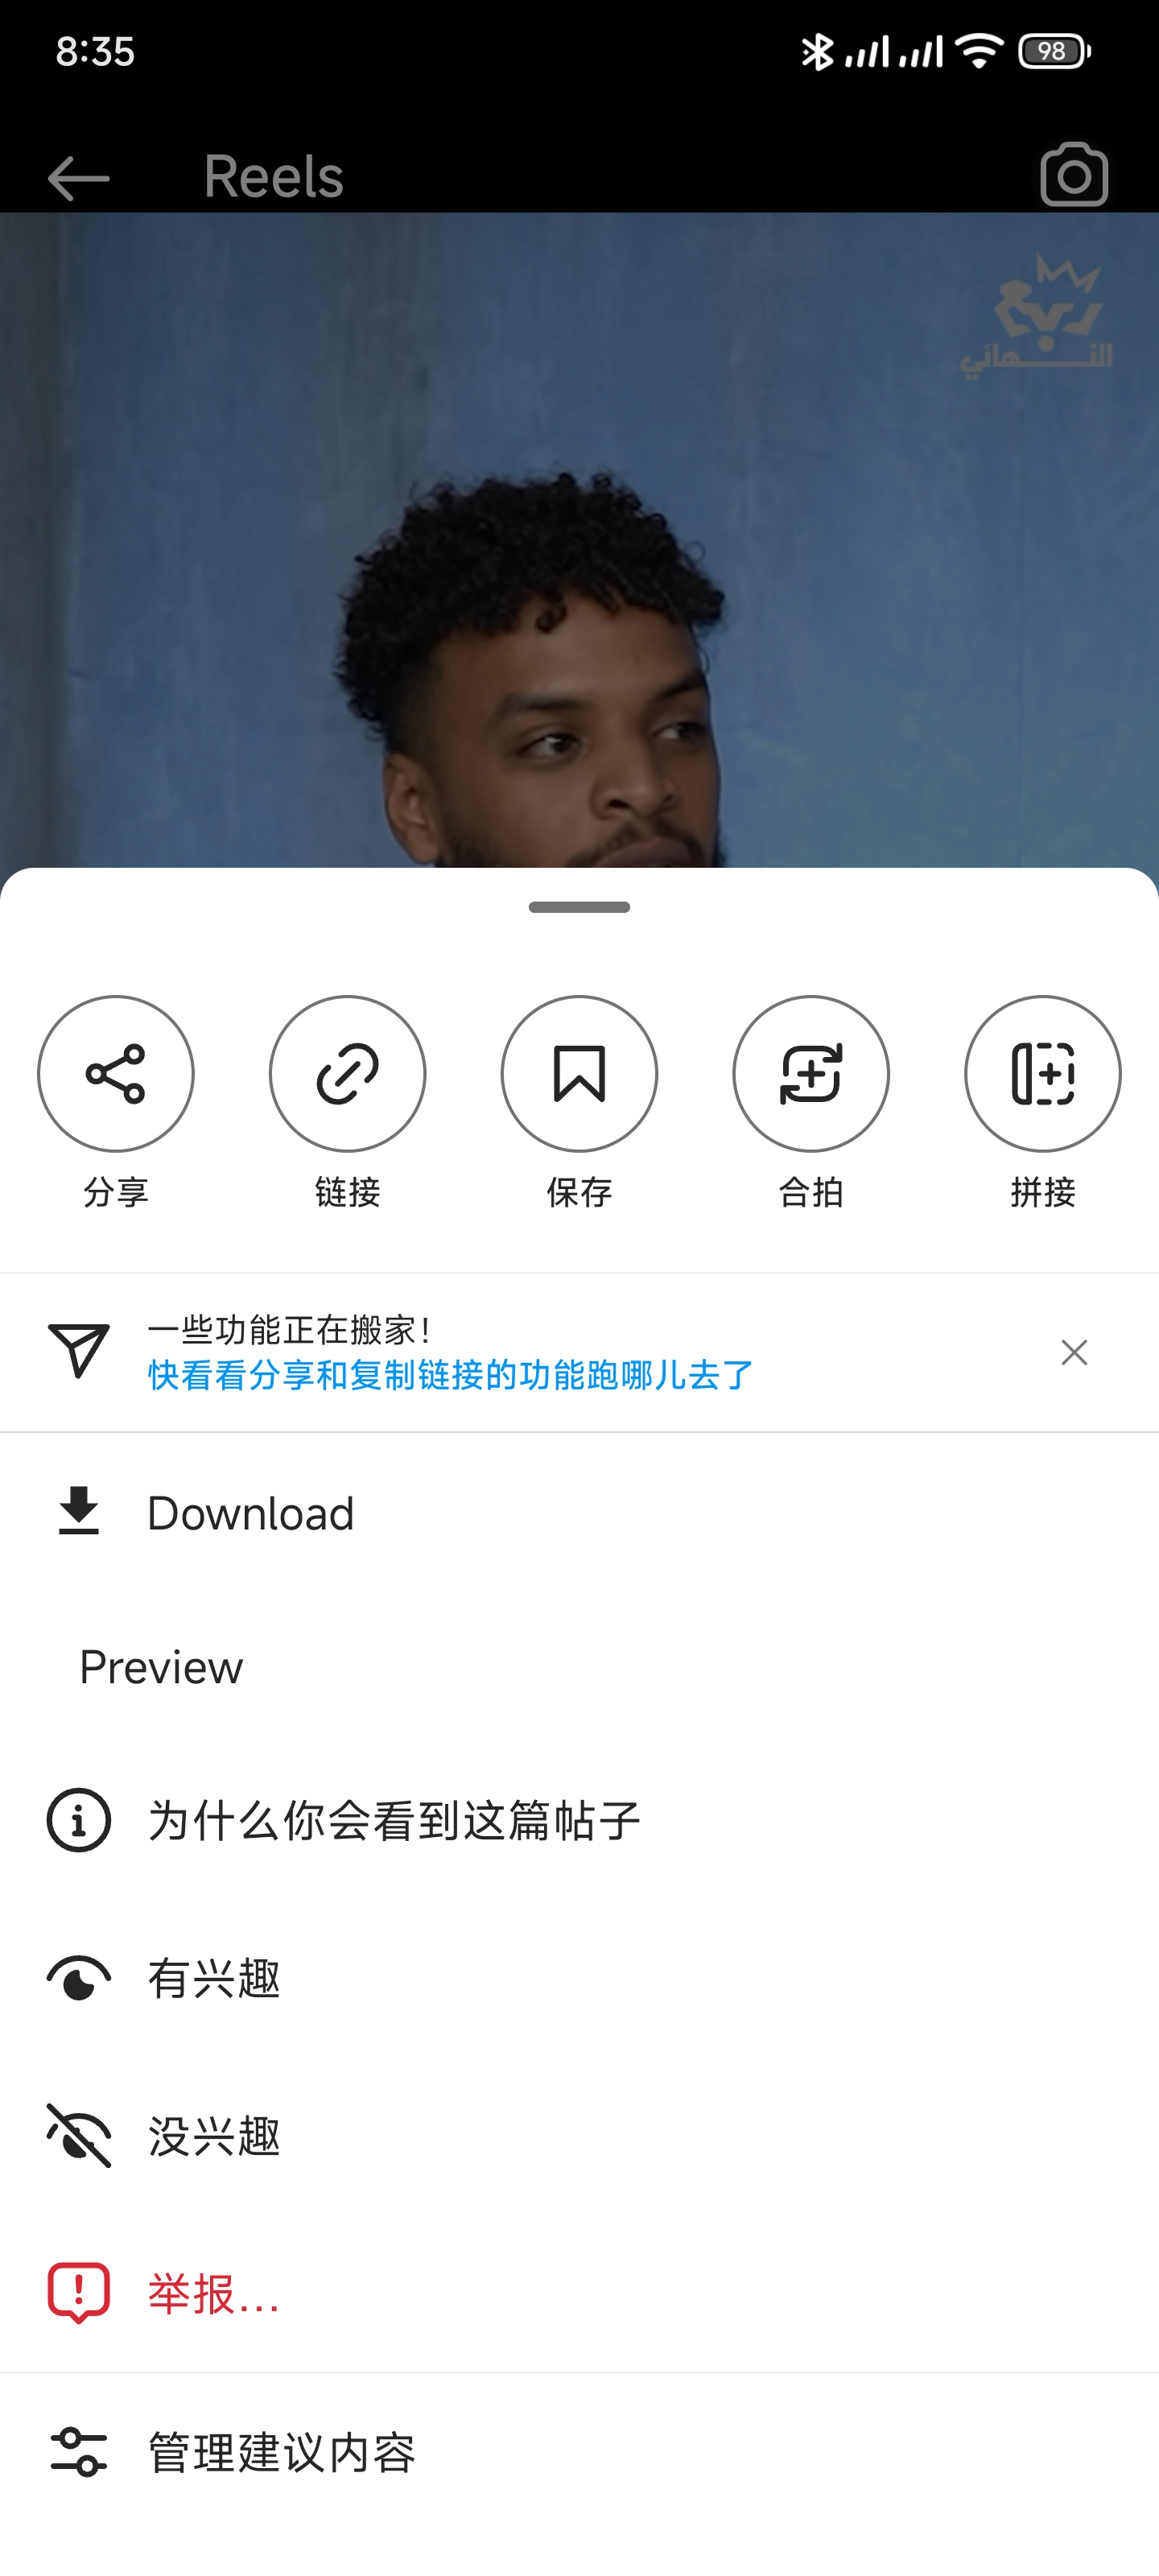 8:35
98
Reels
ربع
النـــهائي
分享
链接
保存
合拍
拼接
一些功能正在搬家！
快看看分享和复制链接的功能跑哪儿去了
Download
Preview
为什么你会看到这篇帖子
有兴趣
没兴趣
举报...
管理建议内容